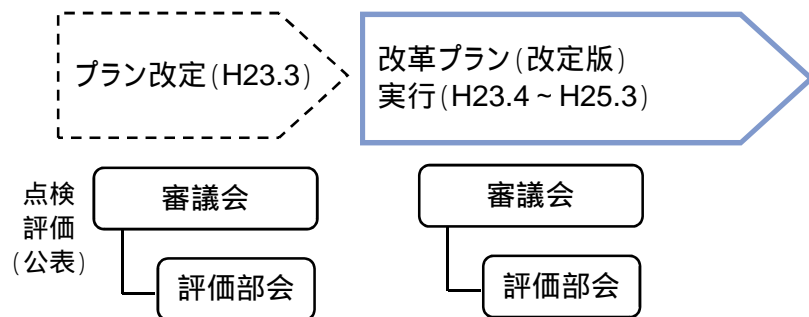 プラン改定(H23.3)
改革プラン(改定版)
実行(H23.4~H25.3)
点検
評価
(公表)
審議会
評価部会
審議会
評価部会